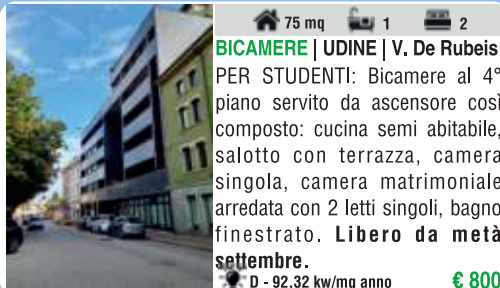 75 mq 1 2
BICAMERE | UDINE | V. De Rubeis
PER STUDENTI: Bicamere al 4°
piano servito da ascensore così
composto: cucina semi abitabile,
salotto con terrazza, camera
singola, camera matrimoniale
arredata con 2 letti singoli, bagno
finestrato. Libero da metà
settembre.
D - 92,32 kw/mq anno € 800